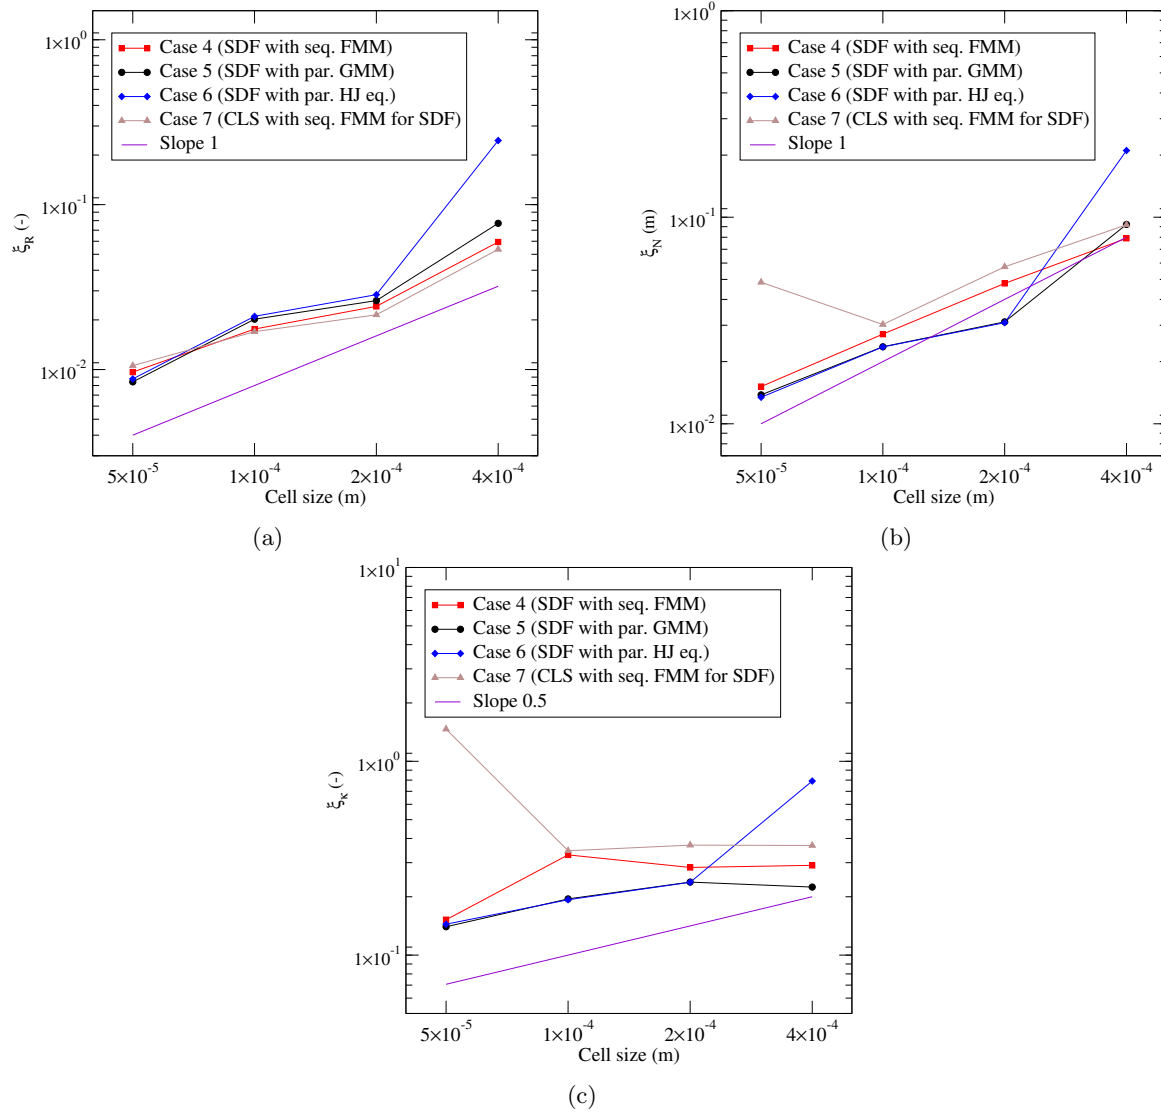 1×10⁰
Case 4 (SDF with seq. FMM)
Case 5 (SDF with par. GMM)
Case 6 (SDF with par. HJ eq.)
Case 7 (CLS with seq. FMM for SDF)
Slope 1
1×10⁻¹
ξ_R (-)
1×10⁻²
5×10⁻⁵ 1×10⁻⁴ 2×10⁻⁴ 4×10⁻⁴
Cell size (m)
(a)
1×10⁰
Case 4 (SDF with seq. FMM)
Case 5 (SDF with par. GMM)
Case 6 (SDF with par. HJ eq.)
Case 7 (CLS with seq. FMM for SDF)
Slope 1
1×10⁻¹
ξ_N (m)
1×10⁻²
5×10⁻⁵ 1×10⁻⁴ 2×10⁻⁴ 4×10⁻⁴
Cell size (m)
(b)
1×10¹
Case 4 (SDF with seq. FMM)
Case 5 (SDF with par. GMM)
Case 6 (SDF with par. HJ eq.)
Case 7 (CLS with seq. FMM for SDF)
Slope 0.5
1×10⁰
ξ_κ (-)
1×10⁻¹
5×10⁻⁵ 1×10⁻⁴ 2×10⁻⁴ 4×10⁻⁴
Cell size (m)
(c)